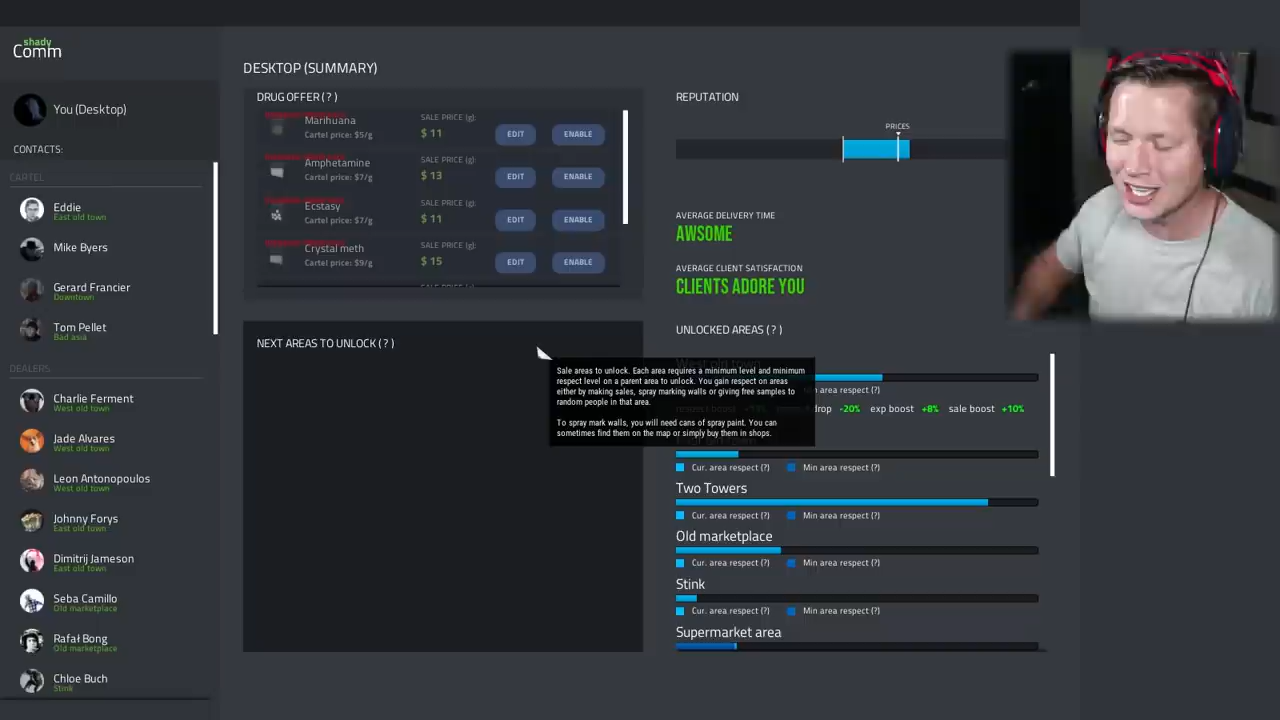 shady
Comm
You (Desktop)
CONTACTS:
CARTEL
Eddie
East old town
Mike Byers
Gerard Francier
Downtown
Tom Pellet
Bad asia
DEALERS
Charlie Ferment
West old town
Jade Alvares
West old town
Leon Antonopoulos
West old town
Johnny Forys
East old town
Dimitrij Jameson
East old town
Seba Camillo
Old marketplace
Rafał Bong
Old marketplace
Chloe Buch
Stink
DESKTOP (SUMMARY)
DRUG OFFER ( ? )
Marihuana
Cartel price: $5/g
SALE PRICE (g):
$ 11
EDIT
ENABLE
Amphetamine
Cartel price: $7/g
SALE PRICE (g):
$ 13
EDIT
ENABLE
Ecstasy
Cartel price: $7/g
SALE PRICE (g):
$ 11
EDIT
ENABLE
Crystal meth
Cartel price: $9/g
SALE PRICE (g):
$ 15
EDIT
ENABLE
NEXT AREAS TO UNLOCK ( ? )
Sale areas to unlock. Each area requires a minimum level and minimum
respect level on a parent area to unlock. You gain respect on areas
either by making sales, spray marking walls or giving free samples to
random people in that area.
To spray mark walls, you will need cans of spray paint. You can
sometimes find them on the map or simply buy them in shops.
REPUTATION
PRICES
AVERAGE DELIVERY TIME
AWSOME
AVERAGE CLIENT SATISFACTION
CLIENTS ADORE YOU
UNLOCKED AREAS ( ? )
West old town
area respect (?)
drop -20% exp boost +8% sale boost +10%
Cur. area respect (?) Min area respect (?)
Two Towers
Cur. area respect (?) Min area respect (?)
Old marketplace
Cur. area respect (?) Min area respect (?)
Stink
Cur. area respect (?) Min area respect (?)
Supermarket area